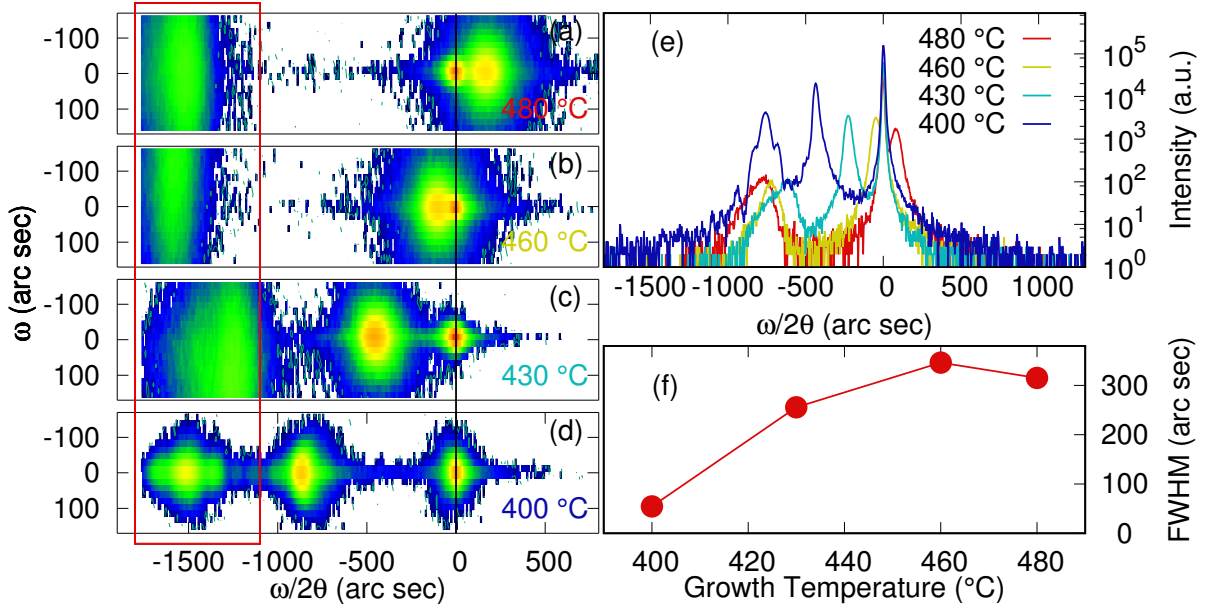 ω (arc sec)
-100
0
100
(a)
480 °C
-100
0
100
(b)
460 °C
-100
0
100
(c)
430 °C
-100
0
100
(d)
400 °C
-1500 -1000 -500 0 500
ω/2θ (arc sec)
(e)
480 °C
460 °C
430 °C
400 °C
10^5
10^4
10^3
10^2
10^1
10^0
Intensity (a.u.)
-1500 -1000 -500 0 500 1000
ω/2θ (arc sec)
(f)
300
200
100
0
FWHM (arc sec)
400 420 440 460 480
Growth Temperature (°C)